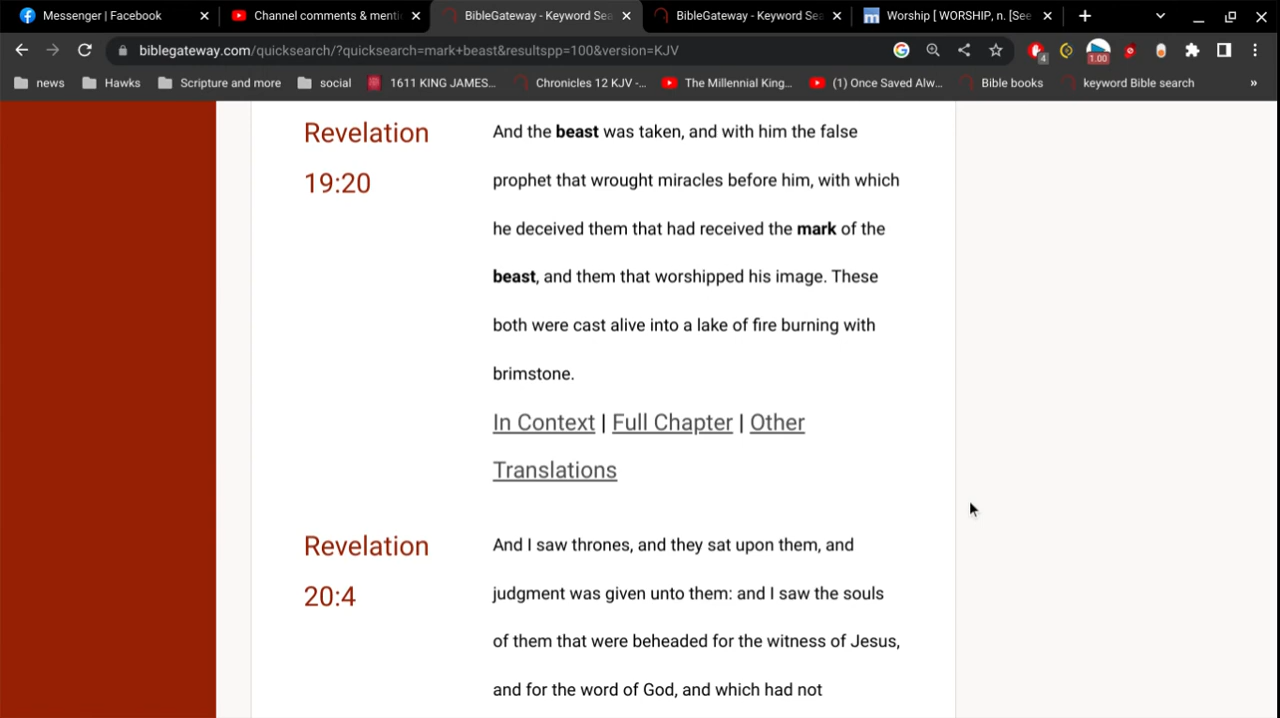 Messenger | Facebook
Channel comments & menti
BibleGateway - Keyword Sea
BibleGateway - Keyword Sea
Worship [ WORSHIP, n. [See
biblegateway.com/quicksearch/?quicksearch=mark+beast&resultspp=100&version=KJV
4
1.00
news
Hawks
Scripture and more
social
1611 KING JAMES...
Chronicles 12 KJV -...
The Millennial King...
(1) Once Saved Alw...
Bible books
keyword Bible search
»
Revelation
19:20
And the beast was taken, and with him the false
prophet that wrought miracles before him, with which
he deceived them that had received the mark of the
beast, and them that worshipped his image. These
both were cast alive into a lake of fire burning with
brimstone.
In Context | Full Chapter | Other
Translations
Revelation
20:4
And I saw thrones, and they sat upon them, and
judgment was given unto them: and I saw the souls
of them that were beheaded for the witness of Jesus,
and for the word of God, and which had not